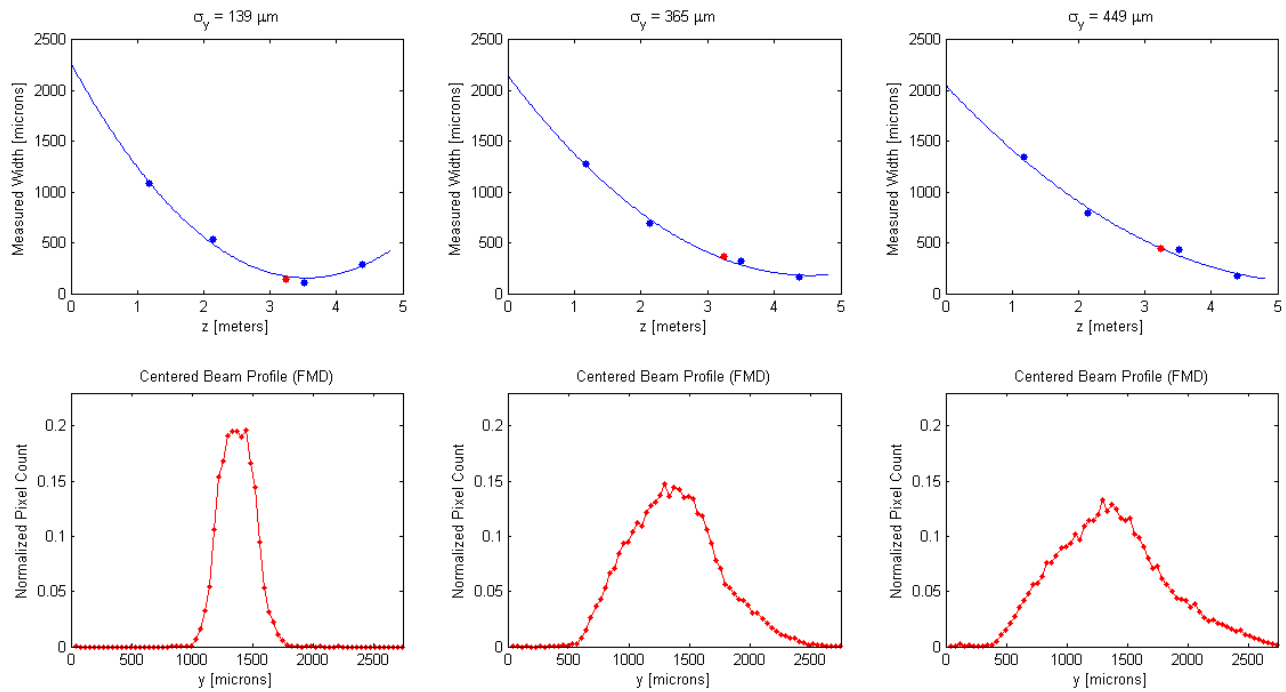 σy = 139 μm
2500
2000
1500
1000
500
0
Measured Width [microns]
0 1 2 3 4 5
z [meters]
σy = 365 μm
2500
2000
1500
1000
500
0
Measured Width [microns]
0 1 2 3 4 5
z [meters]
σy = 449 μm
2500
2000
1500
1000
500
0
Measured Width [microns]
0 1 2 3 4 5
z [meters]
Centered Beam Profile (FMD)
0.2
0.15
0.1
0.05
0
Normalized Pixel Count
0 500 1000 1500 2000 2500
y [microns]
Centered Beam Profile (FMD)
0.2
0.15
0.1
0.05
0
Normalized Pixel Count
0 500 1000 1500 2000 2500
y [microns]
Centered Beam Profile (FMD)
0.2
0.15
0.1
0.05
0
Normalized Pixel Count
0 500 1000 1500 2000 2500
y [microns]